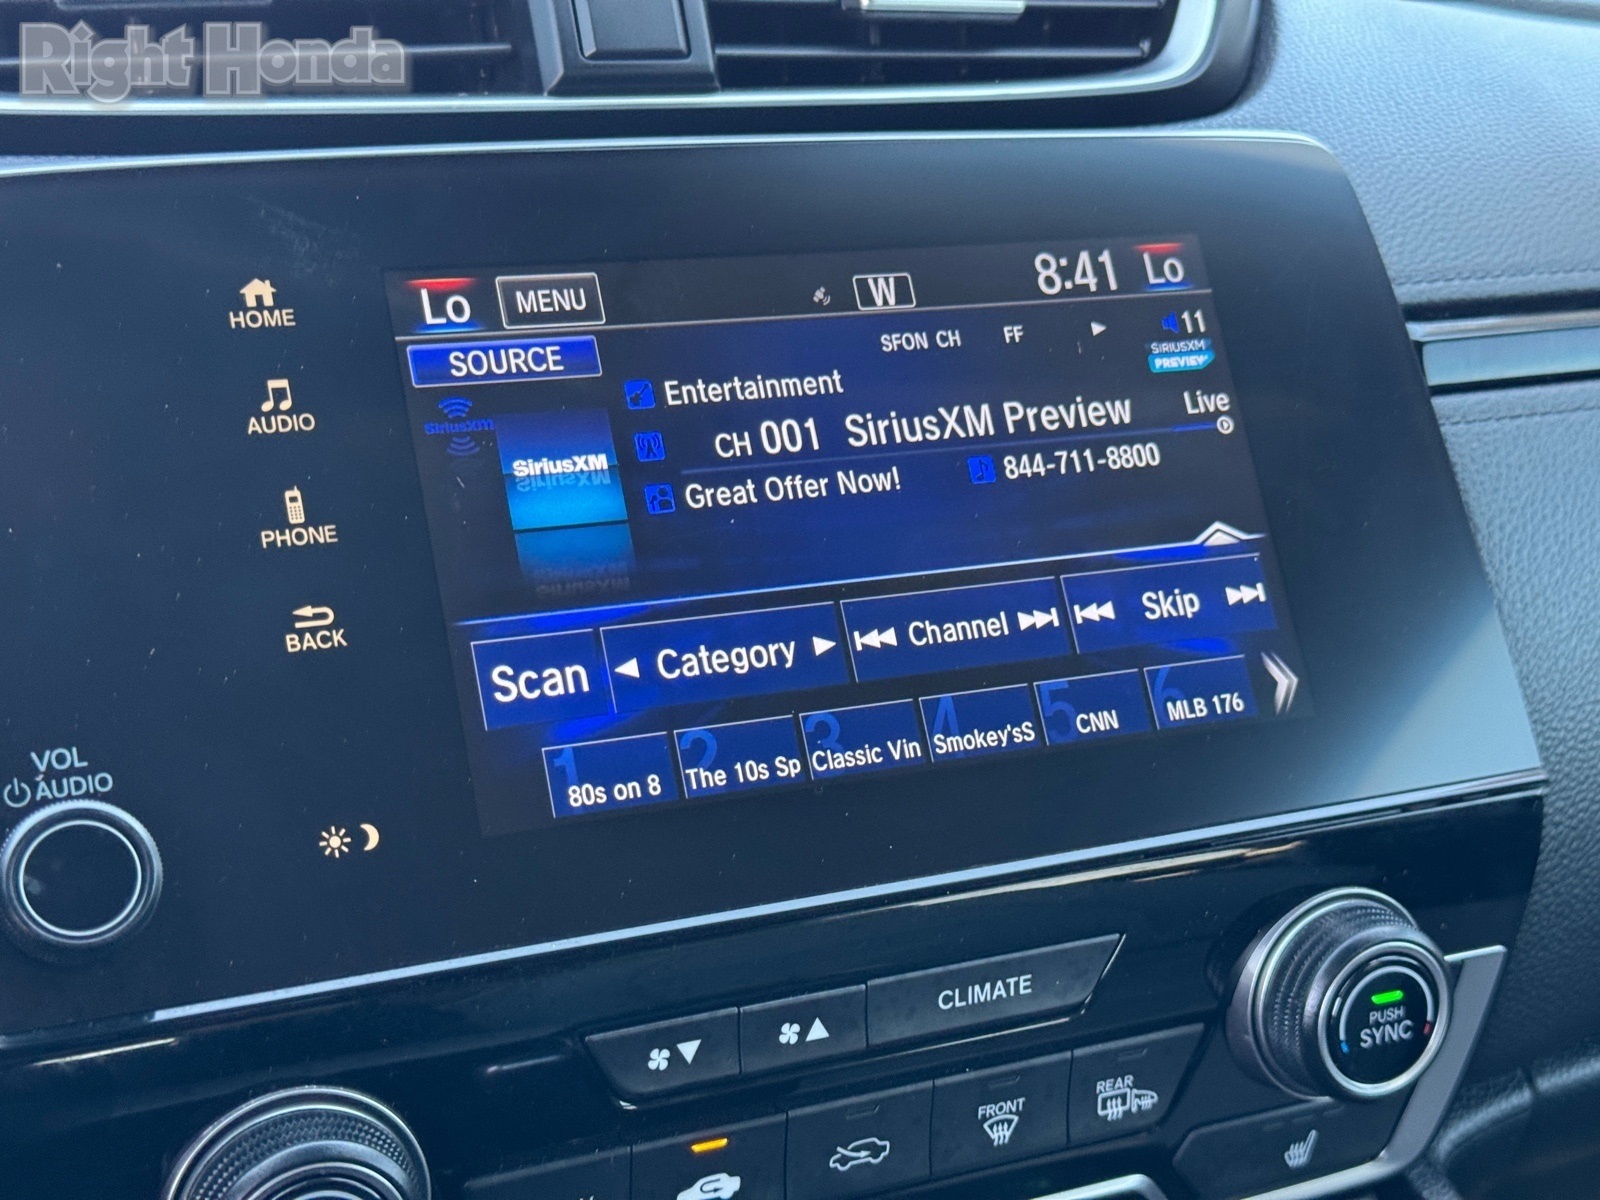 Right Honda
Lo
MENU
W
8:41
Lo
SOURCE
SFON CH
FF
11
SIRIUSXM
PREVIEW
SiriusXM
SiriusXM
Entertainment
CH 001 SiriusXM Preview
Live
Great Offer Now!
844-711-8800
Scan
Category
Channel
Skip
1 80s on 8
2 The 10s Sp
3 Classic Vin
4 Smokey'sS
5 CNN
6 MLB 176
HOME
AUDIO
PHONE
BACK
VOL
AUDIO
CLIMATE
PUSH
SYNC
FRONT
REAR